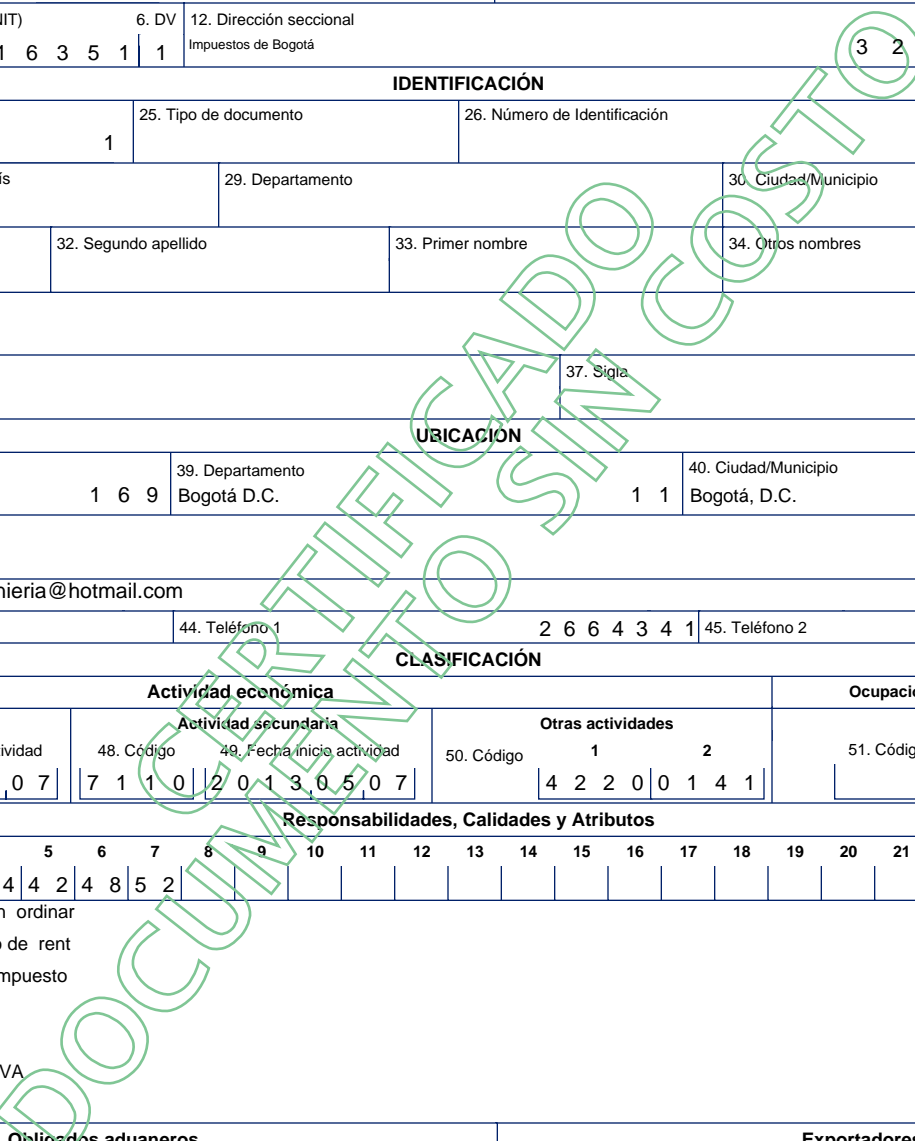 NIT) 6. DV 12. Dirección seccional
1 6 3 5 1 1 Impuestos de Bogotá 3 2
IDENTIFICACIÓN
25. Tipo de documento 26. Número de Identificación
1
ís 29. Departamento 30. Ciudad/Municipio
32. Segundo apellido 33. Primer nombre 34. Otros nombres
37. Sigla
UBICACIÓN
39. Departamento 40. Ciudad/Municipio
1 6 9 Bogotá D.C. 1 1 Bogotá, D.C.
nieria@hotmail.com
44. Teléfono 1 2 6 6 4 3 4 1 45. Teléfono 2
CLASIFICACIÓN
Actividad económica Ocupació
Actividad secundaria Otras actividades
ividad 48. Código 49. Fecha inicio actividad 50. Código 1 2 51. Códig
0 7 7 1 1 0 2 0 1 3 0 5 0 7 4 2 2 0 0 1 4 1
Responsabilidades, Calidades y Atributos
5 6 7 8 9 10 11 12 13 14 15 16 17 18 19 20 21
4 4 2 4 8 5 2
n ordinar
o de rent
mpuesto
VA
Obligados aduaneros Exportadores
CERTIFICADO
DOCUMENTO SIN COSTO